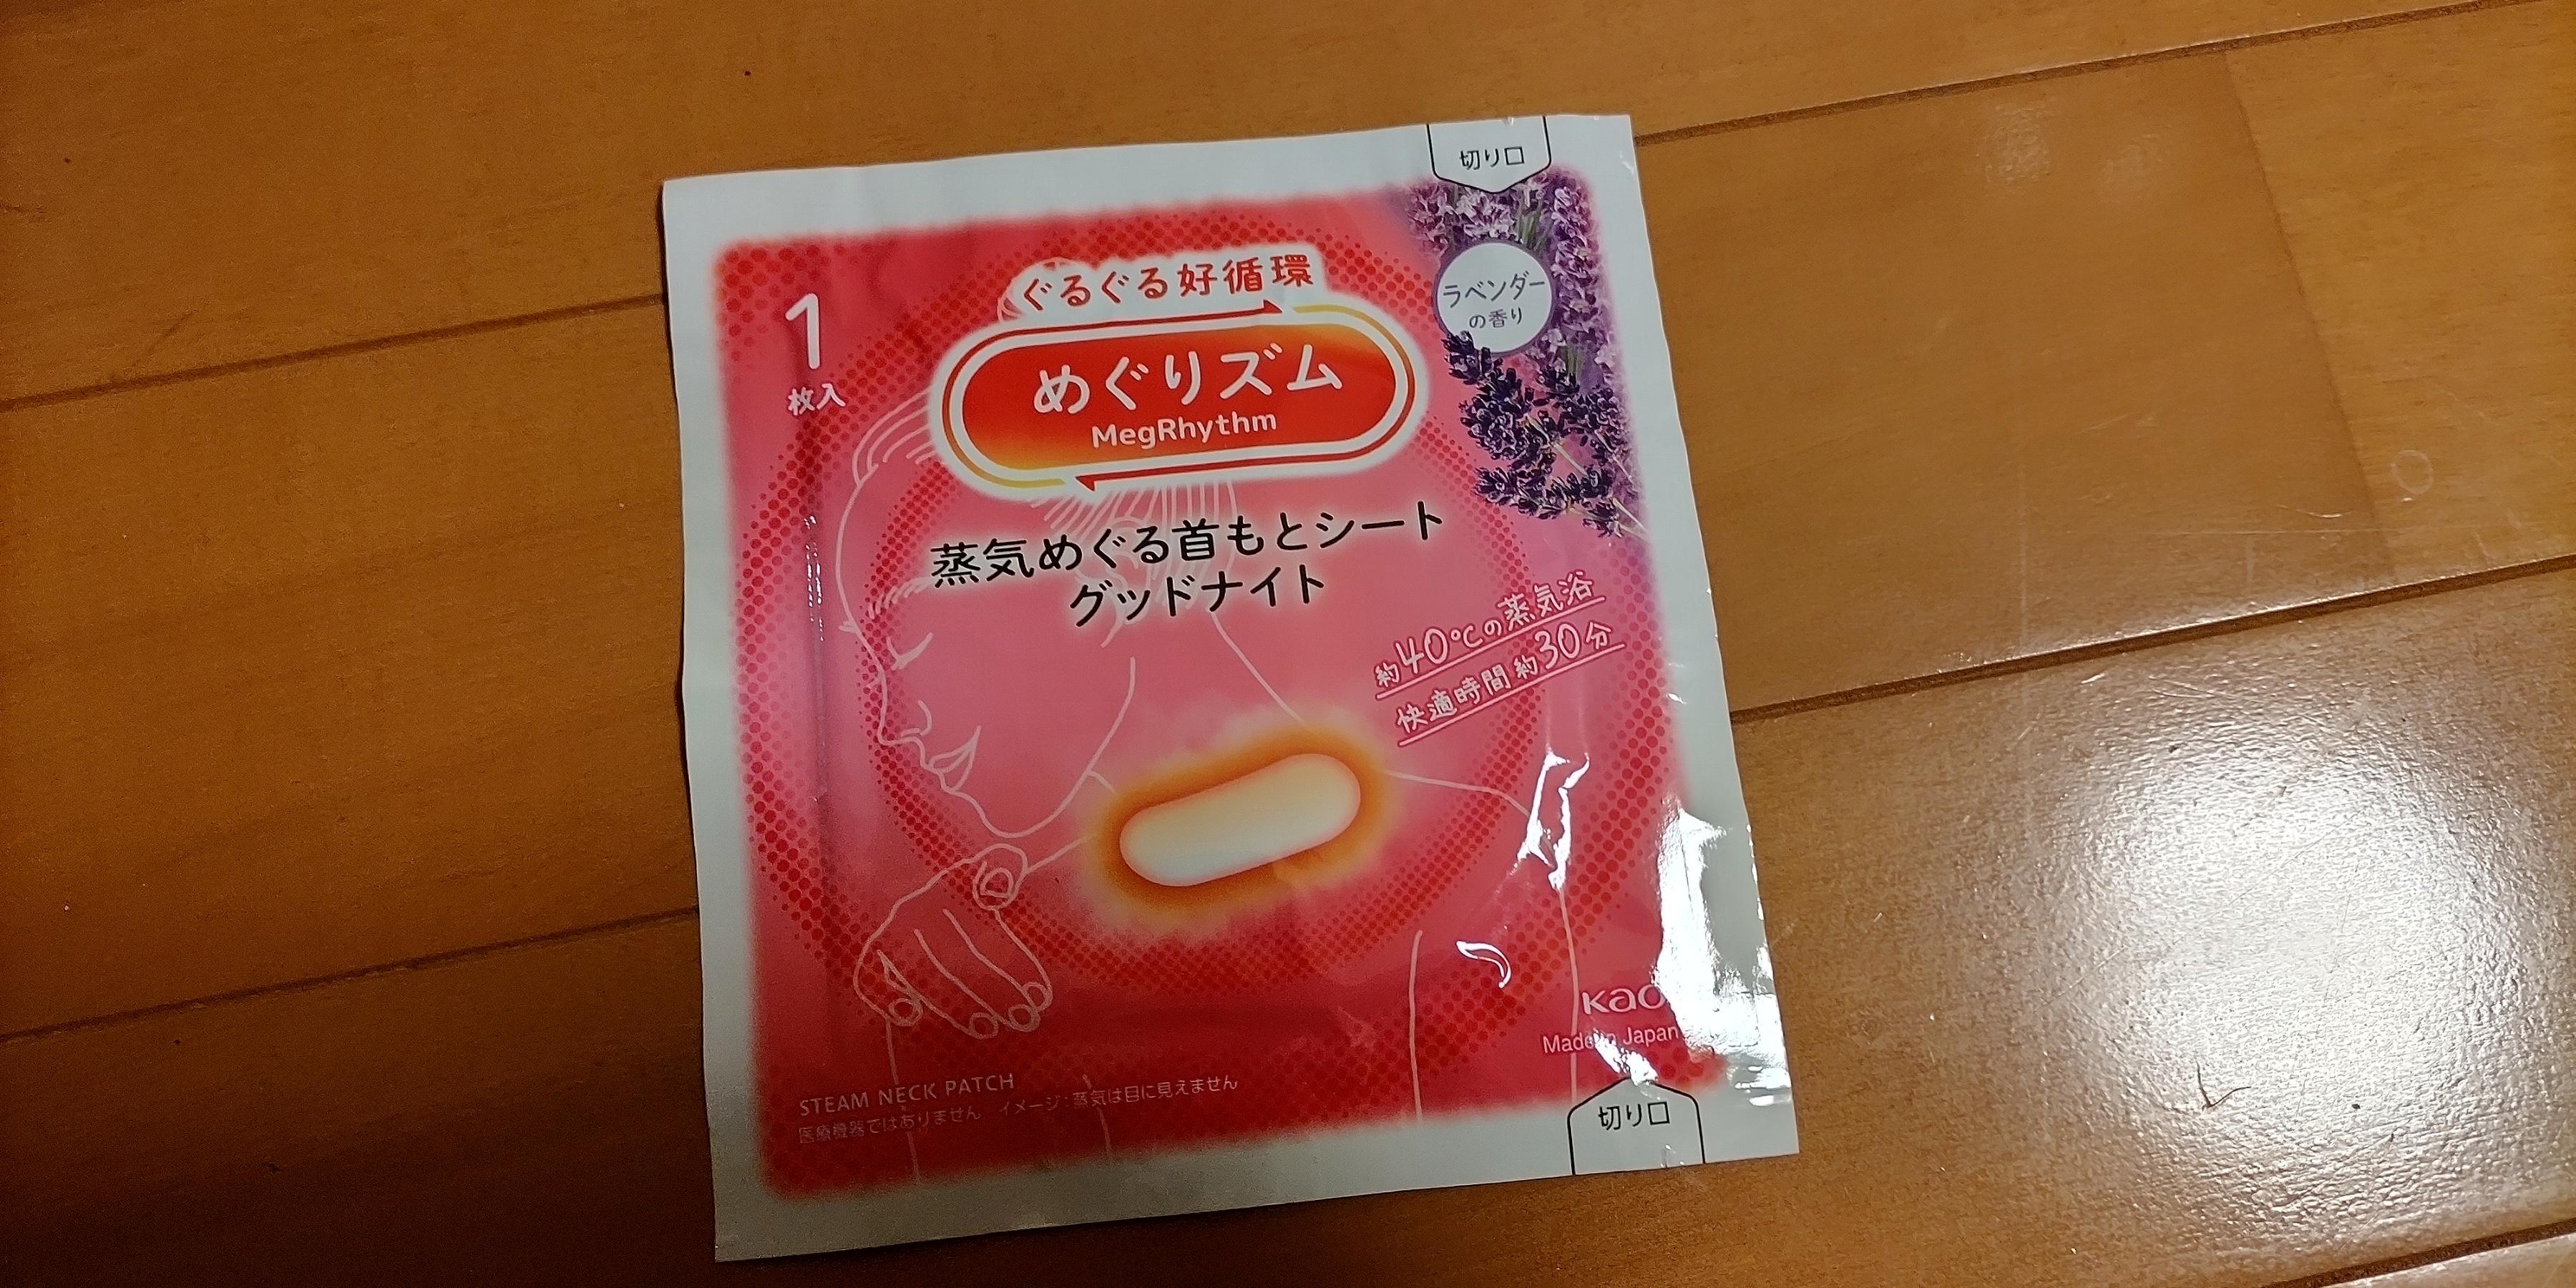 切り口
ぐるぐる好循環
ラベンダー
の香り
1
枚入
めぐりズム
MegRhythm
蒸気めぐる首もとシート
グッドナイト
約40℃の蒸気浴
快適時間約30分
Kao
Made in Japan
STEAM NECK PATCH
医療機器ではありません イメージ:蒸気は目に見えません
切り口